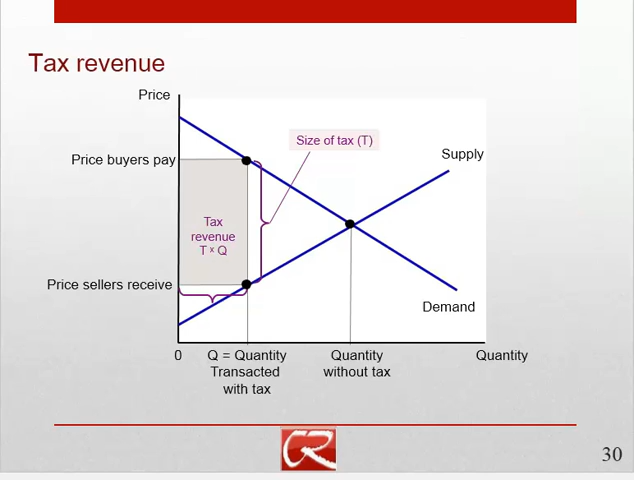 Tax revenue
Price
Size of tax (T)
Supply
Price buyers pay
Tax
revenue
T x Q
Price sellers receive
Demand
0
Q = Quantity
Transacted
with tax
Quantity
without tax
Quantity
30